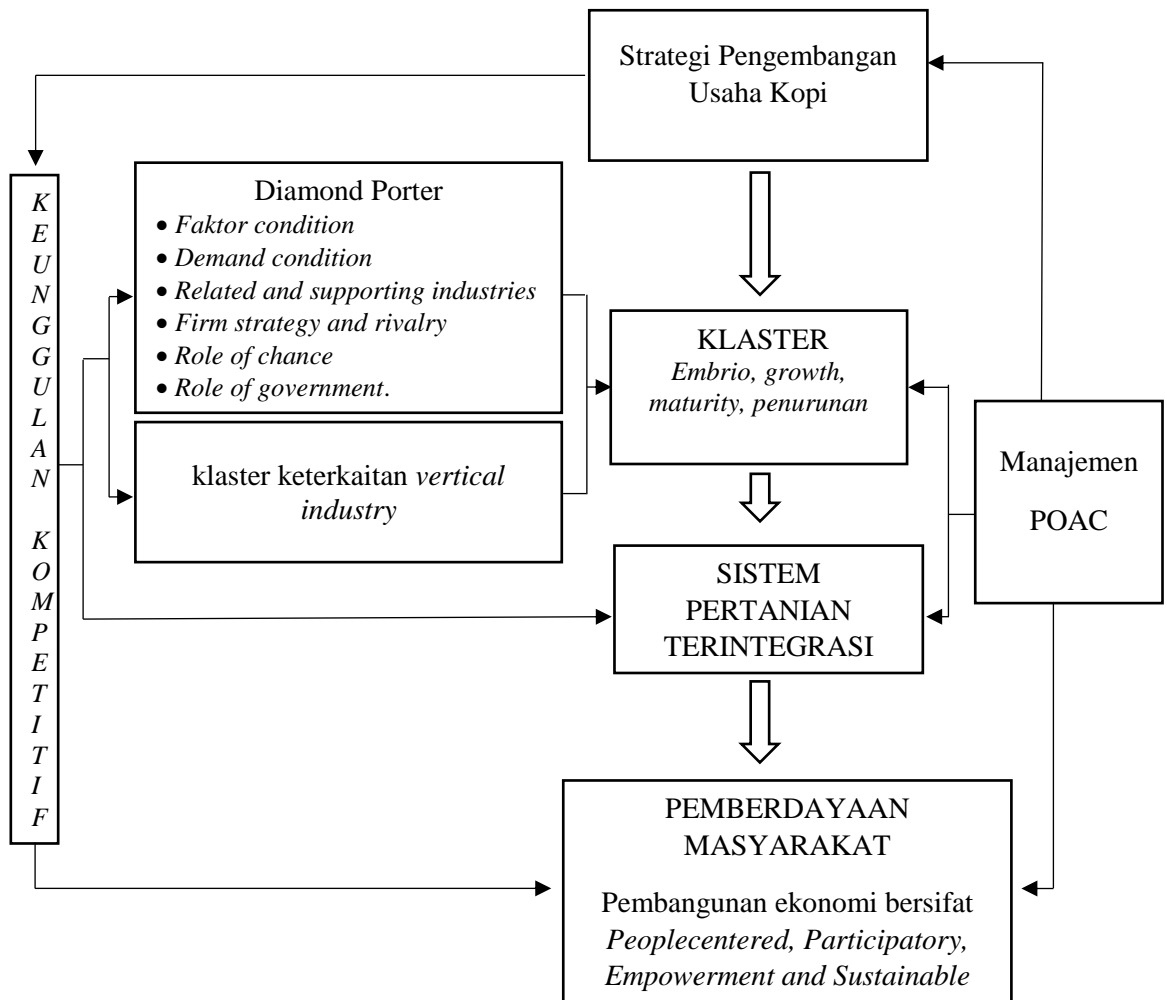 Strategi Pengembangan
Usaha Kopi
KEUNGGULAN KOMPETITIF
Diamond Porter
• Faktor condition
• Demand condition
• Related and supporting industries
• Firm strategy and rivalry
• Role of chance
• Role of government.
klaster keterkaitan vertical
industry
KLASTER
Embrio, growth,
maturity, penurunan
Manajemen
POAC
SISTEM
PERTANIAN
TERINTEGRASI
PEMBERDAYAAN
MASYARAKAT
Pembangunan ekonomi bersifat
Peoplecentered, Participatory,
Empowerment and Sustainable